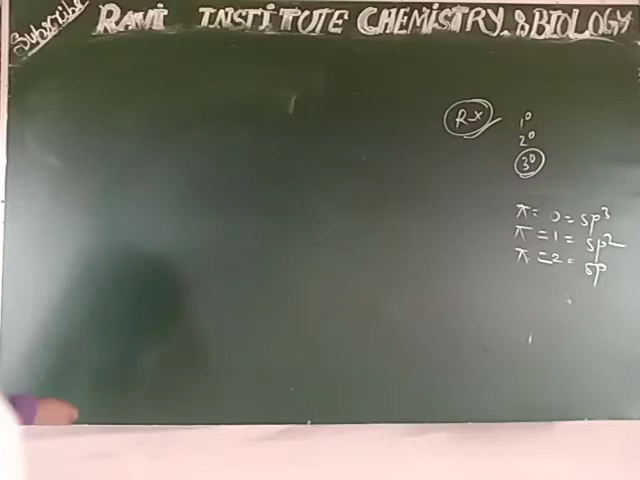 Subscribe
RAVI INSTITUTE CHEMISTRY. & BIOLOGY
R-X
1°
2°
3°
π = 0 = sp³
π = 1 = sp²
π = 2 = sp